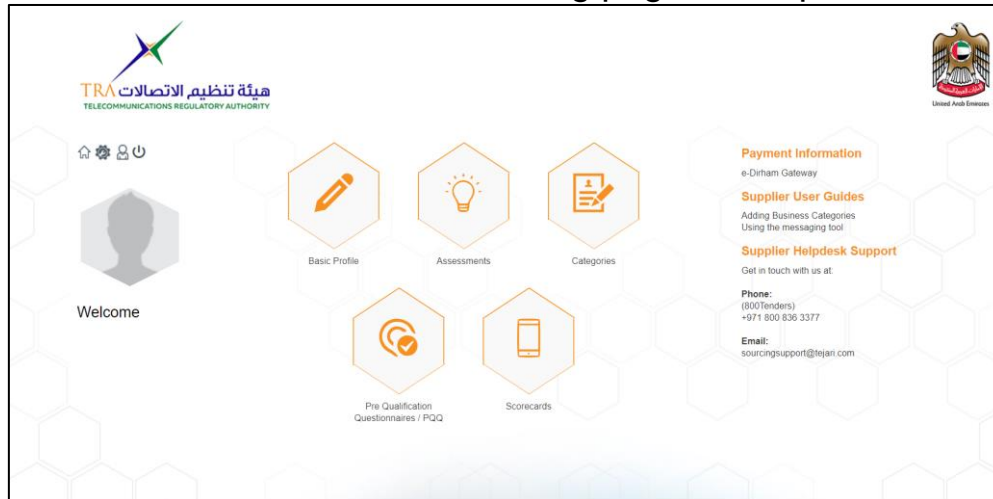 TRA هيئة تنظيم الاتصالات
TELECOMMUNICATIONS REGULATORY AUTHORITY
United Arab Emirates
Welcome
Basic Profile
Assessments
Categories
Pre Qualification
Questionnaires / PQQ
Scorecards
Payment Information
e-Dirham Gateway
Supplier User Guides
Adding Business Categories
Using the messaging tool
Supplier Helpdesk Support
Get in touch with us at:
Phone:
(800Tenders)
+971 800 836 3377
Email:
sourcingsupport@tejari.com